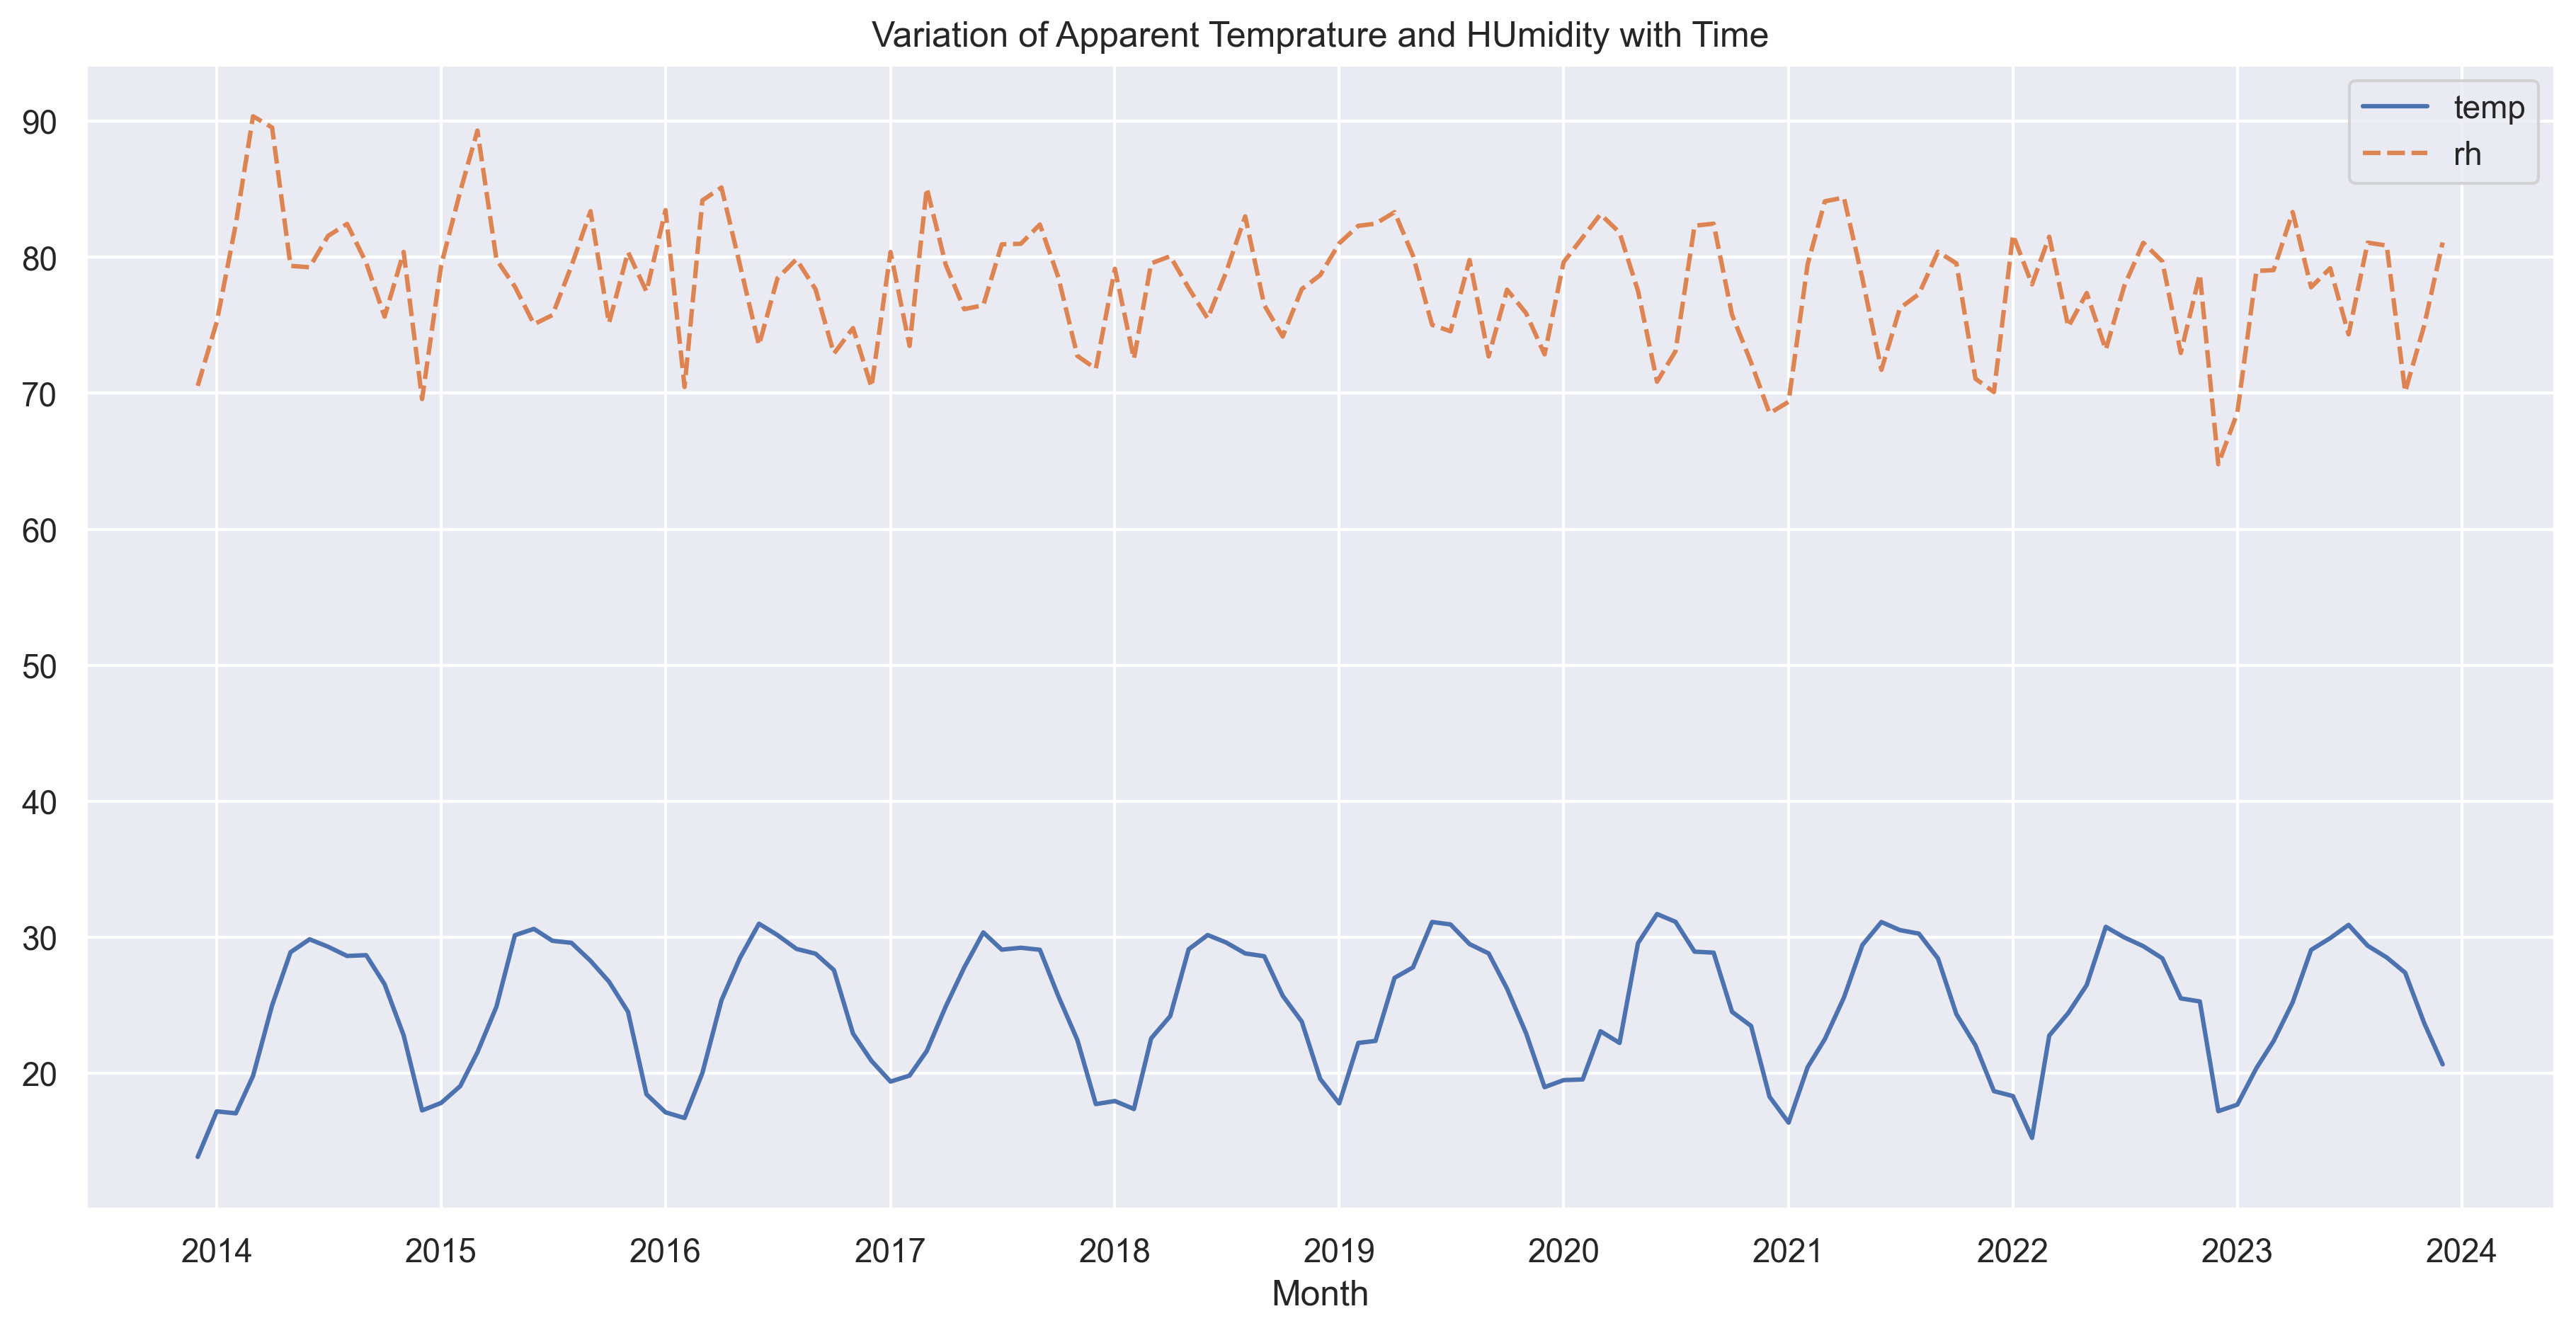 Variation of Apparent Temprature and HUmidity with Time
temp
rh
90
80
70
60
50
40
30
20
2014 2015 2016 2017 2018 2019 2020 2021 2022 2023 2024
Month